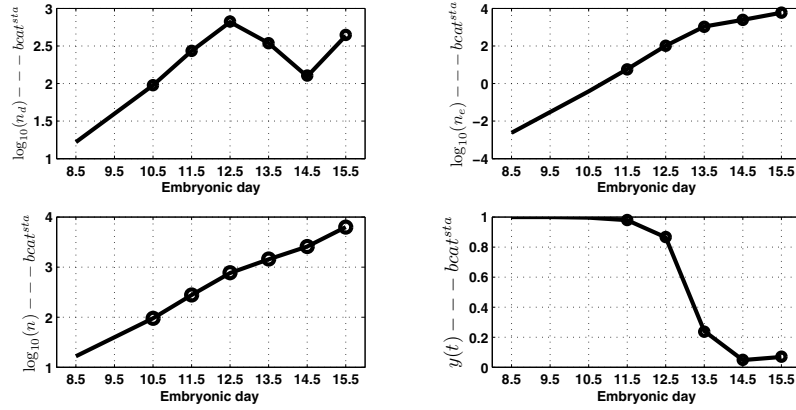 log10(nd) − − − bcat^sta
3
2.5
2
1.5
1
8.5 9.5 10.5 11.5 12.5 13.5 14.5 15.5
Embryonic day
log10(ne) − − − bcat^sta
4
2
0
−2
−4
8.5 9.5 10.5 11.5 12.5 13.5 14.5 15.5
Embryonic day
log10(n) − − − bcat^sta
4
3
2
1
8.5 9.5 10.5 11.5 12.5 13.5 14.5 15.5
Embryonic day
y(t) − − − bcat^sta
1
0.8
0.6
0.4
0.2
0
8.5 9.5 10.5 11.5 12.5 13.5 14.5 15.5
Embryonic day